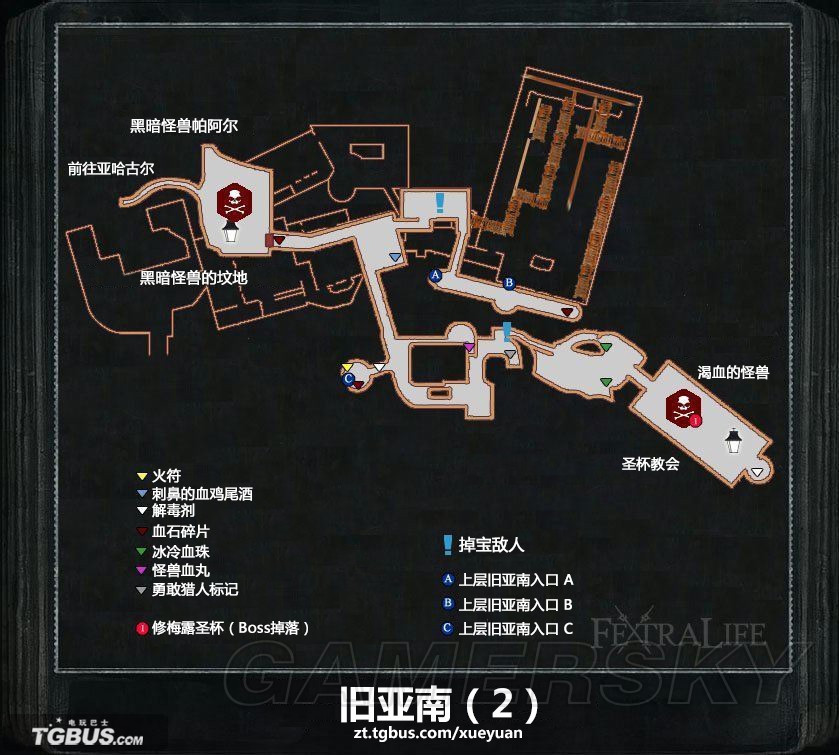 黑暗怪兽帕阿尔
前往亚哈古尔
A
B
黑暗怪兽的坟地
C
渴血的怪兽
1
圣杯教会
火符
刺鼻的血鸡尾酒
解毒剂
血石碎片
冰冷血珠
怪兽血丸
勇敢猎人标记
1 修梅露圣杯（Boss掉落）
掉宝敌人
A 上层旧亚南入口 A
B 上层旧亚南入口 B
C 上层旧亚南入口 C
FEXTRALIFE
GAMERSKY
旧亚南（2）
电玩巴士
TGBUS.COM
zt.tgbus.com/xueyuan